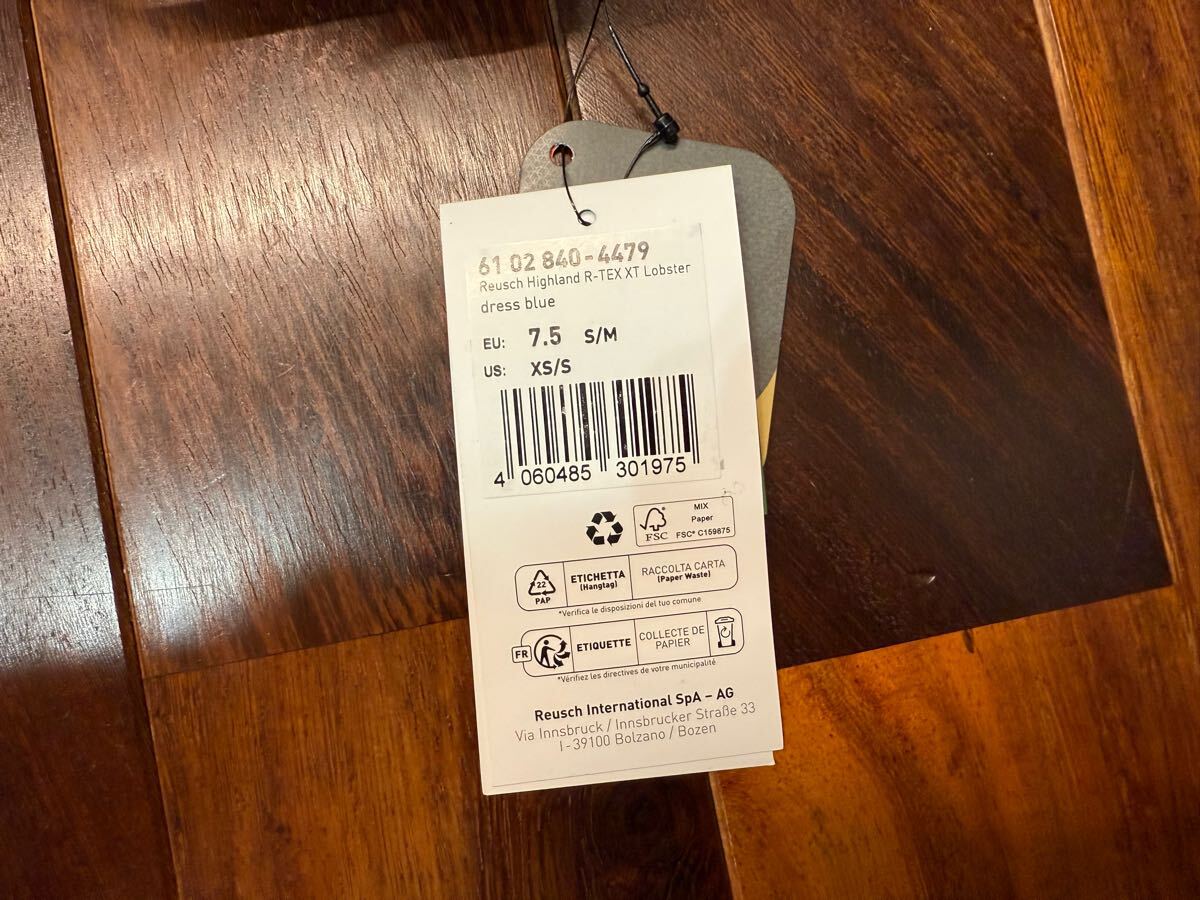 61 02 840-4479
Reusch Highland R-TEX XT Lobster
dress blue
EU: 7.5 S/M
US: XS/S
4 060485 301975
FSC
MIX
Paper
FSC® C159875
22
PAP
ETICHETTA
(Hangtag)
RACCOLTA CARTA
(Paper Waste)
*Verifica le disposizioni del tuo comune
FR
ETIQUETTE
COLLECTE DE
PAPIER
*Vérifiez les directives de votre municipalité
Reusch International SpA – AG
Via Innsbruck / Innsbrucker Straße 33
I-39100 Bolzano / Bozen